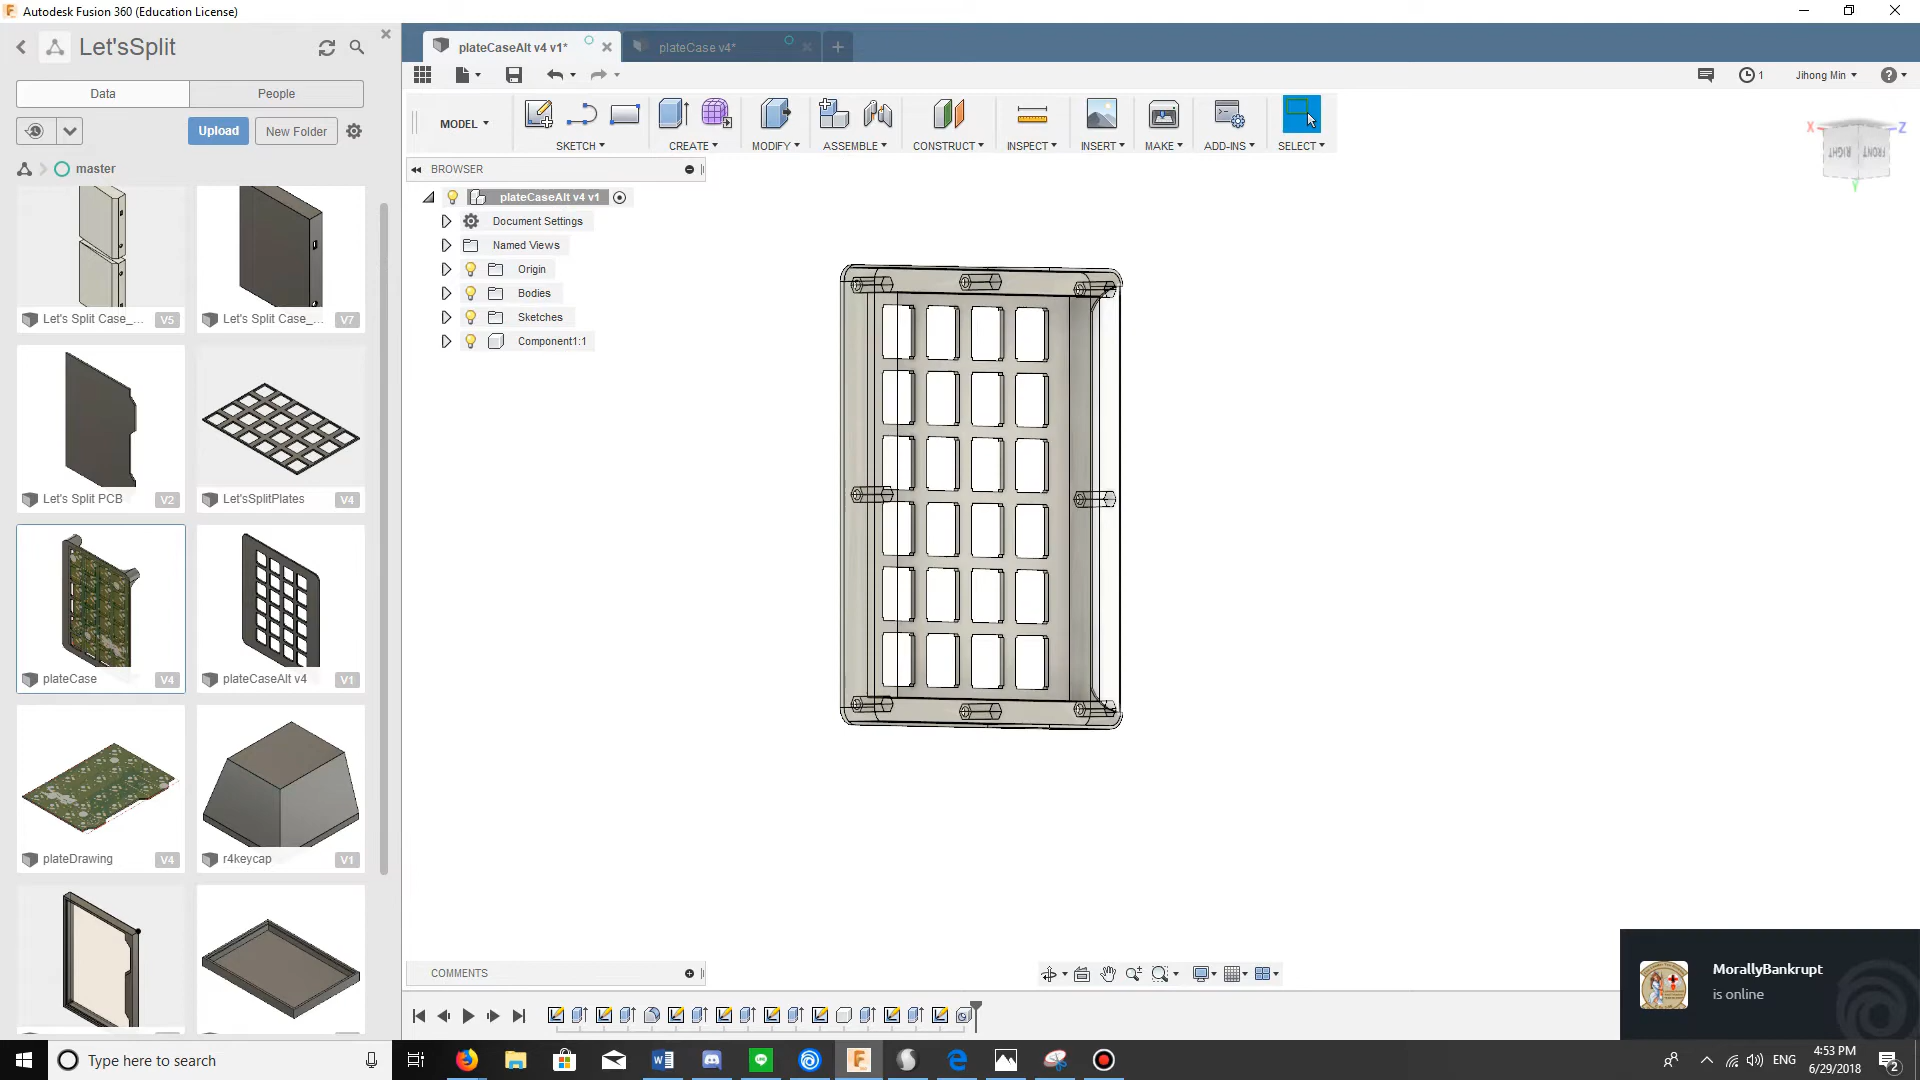 Autodesk Fusion 360 (Education License)
Let'sSplit
plateCaseAlt v4 v1*
plateCase v4*
Data
People
1
Jihong Min
Upload
New Folder
MODEL
SKETCH
CREATE
MODIFY
ASSEMBLE
CONSTRUCT
INSPECT
INSERT
MAKE
ADD-INS
SELECT
X
Z
RIGHT
FRONT
Y
master
BROWSER
plateCaseAlt v4 v1
Document Settings
Named Views
Origin
Bodies
Sketches
Component1:1
Let's Split Case_...
V5
Let's Split Case_...
V7
Let's Split PCB
V2
Let'sSplitPlates
V4
plateCase
V4
plateCaseAlt v4
V1
plateDrawing
V4
r4keycap
V1
COMMENTS
MorallyBankrupt
is online
Type here to search
ENG
4:53 PM
6/29/2018
2